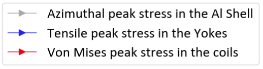 Azimuthal peak stress in the Al Shell
Tensile peak stress in the Yokes
Von Mises peak stress in the coils